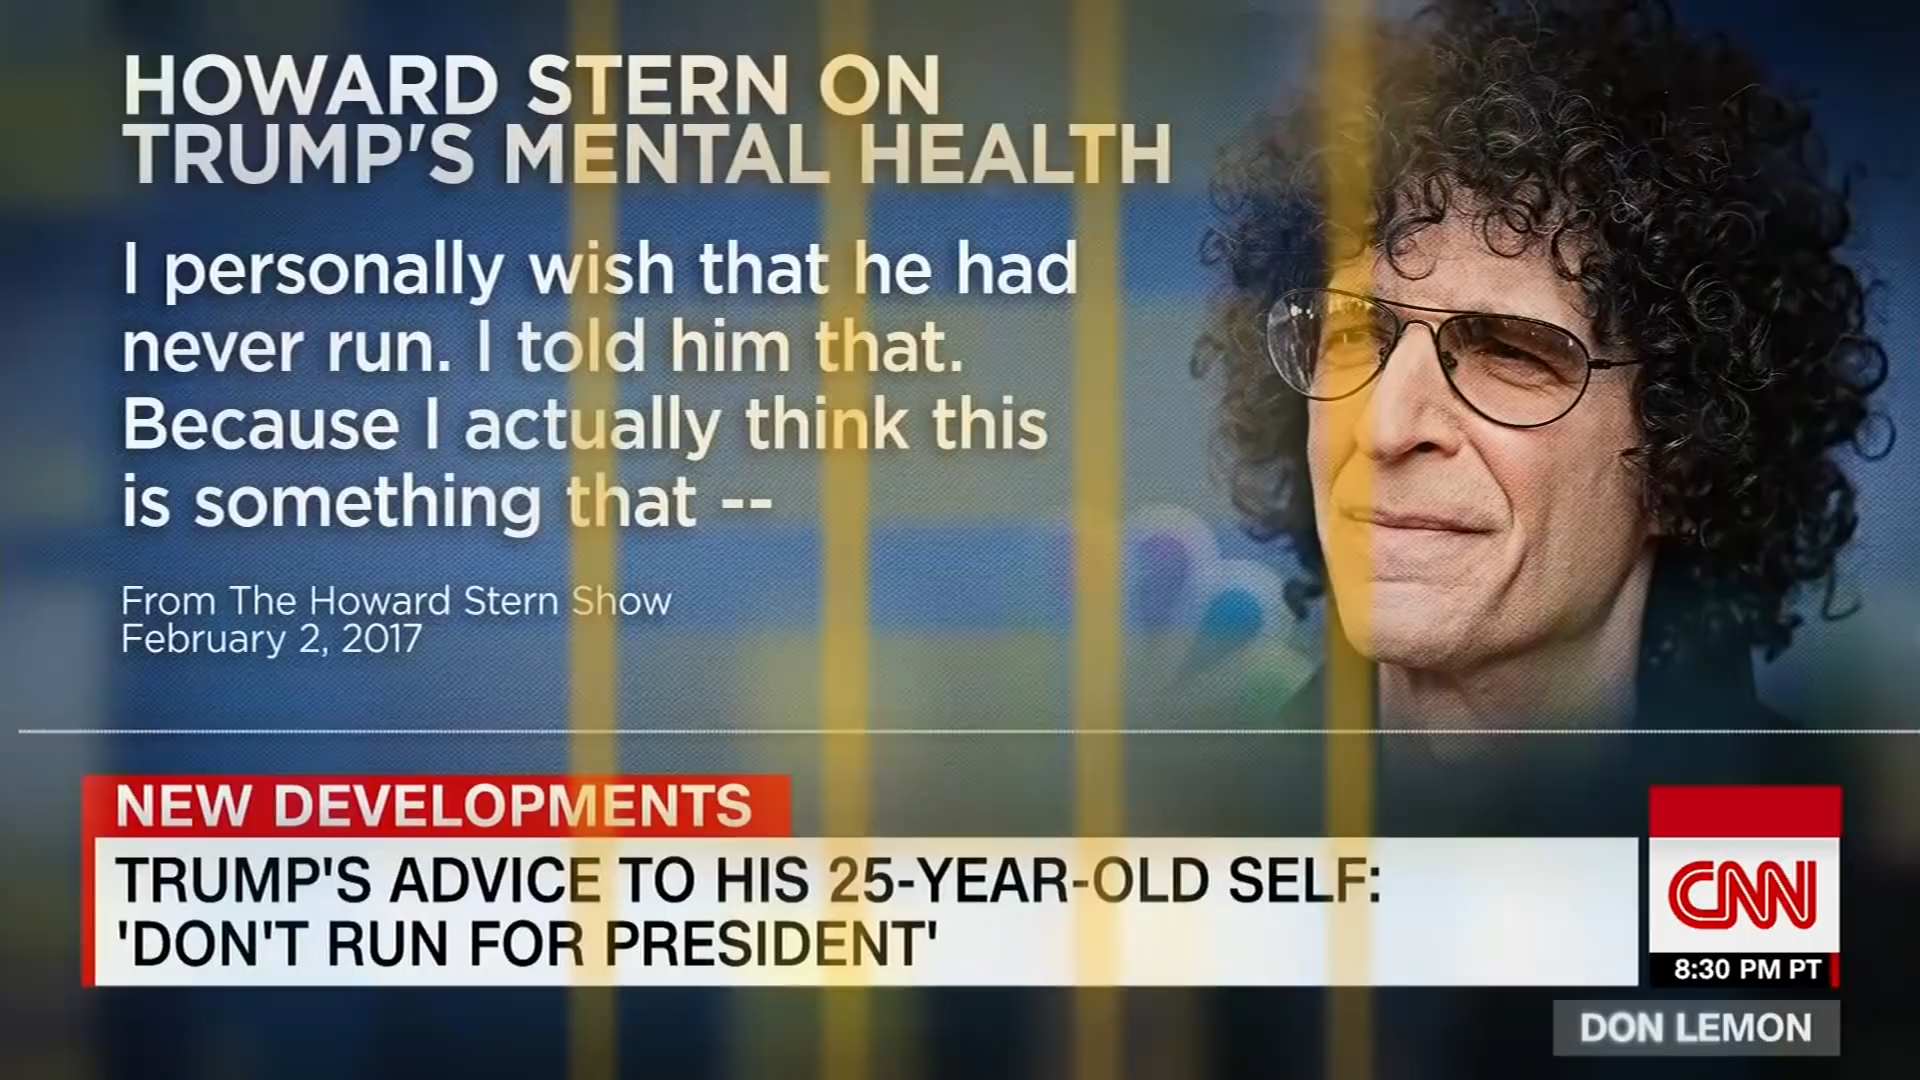 HOWARD STERN ON
TRUMP'S MENTAL HEALTH
I personally wish that he had
never run. I told him that.
Because I actually think this
is something that --
From The Howard Stern Show
February 2, 2017
NEW DEVELOPMENTS
TRUMP'S ADVICE TO HIS 25-YEAR-OLD SELF:
'DON'T RUN FOR PRESIDENT'
CNN
8:30 PM PT
DON LEMON